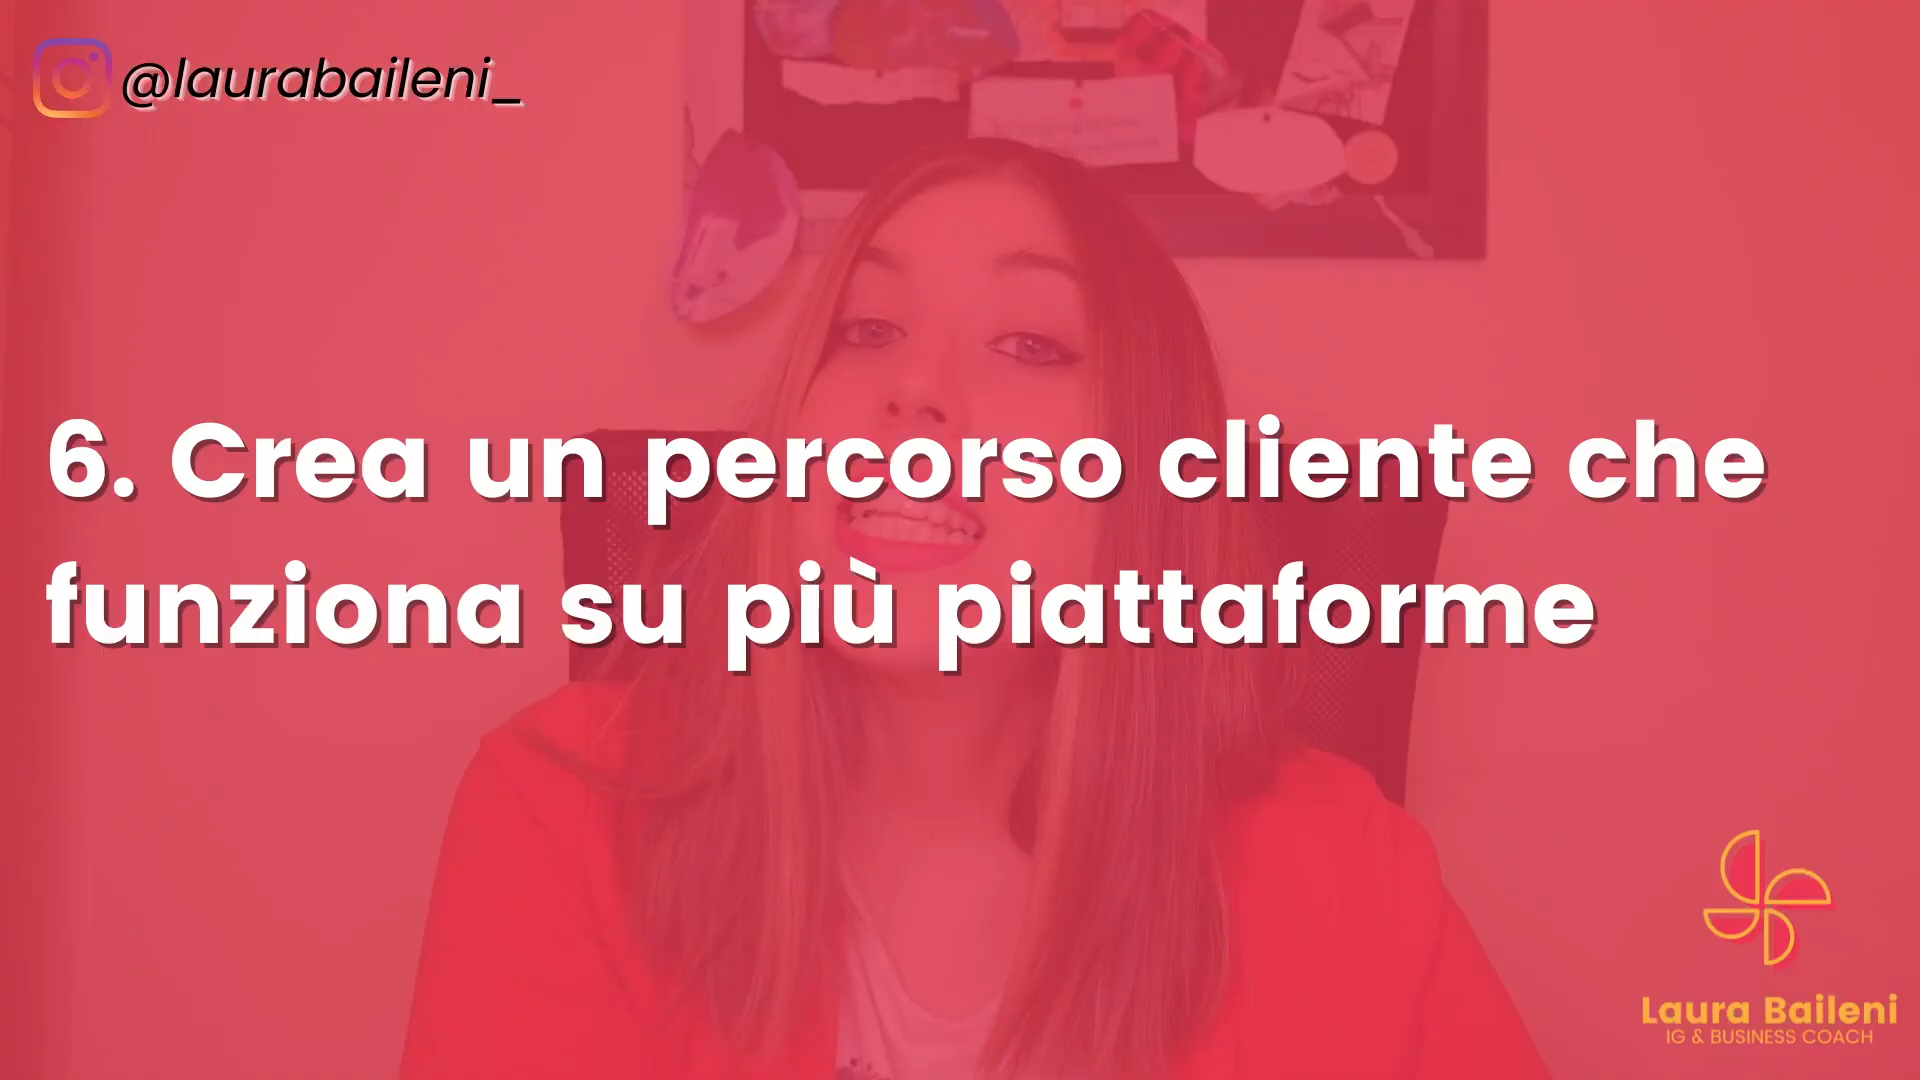 @laurabaileni_
6. Crea un percorso cliente che
funziona su più piattaforme
Laura Baileni
IG & BUSINESS COACH